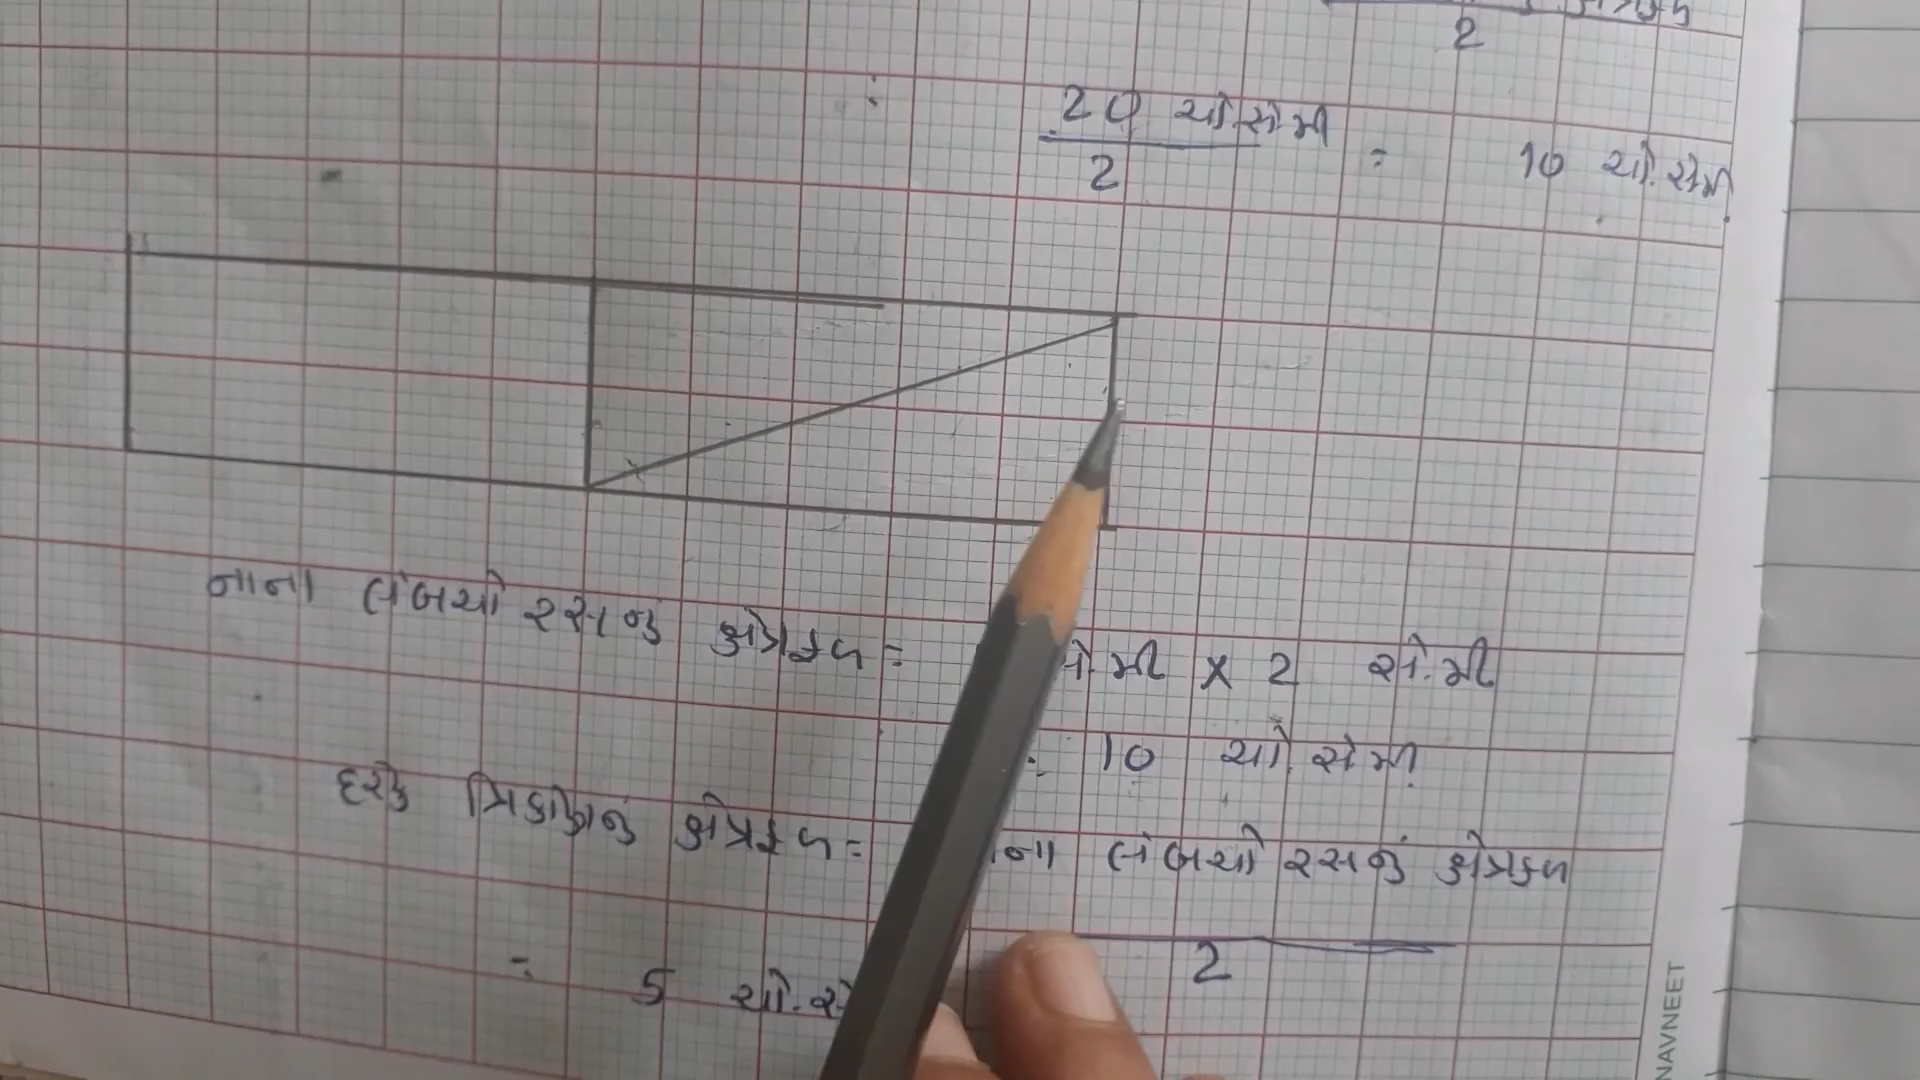 2
20 ચો.સેમી
2
= 10 ચો.સેમી
નાના લંબચોરસનું ક્ષેત્રફળ = સેમી × 2 સે.મી
10 ચો.સેમી
દરેક ત્રિકોણનું ક્ષેત્રફળ = લંબચોરસનું ક્ષેત્રફળ
2
= 5
NAVNEET